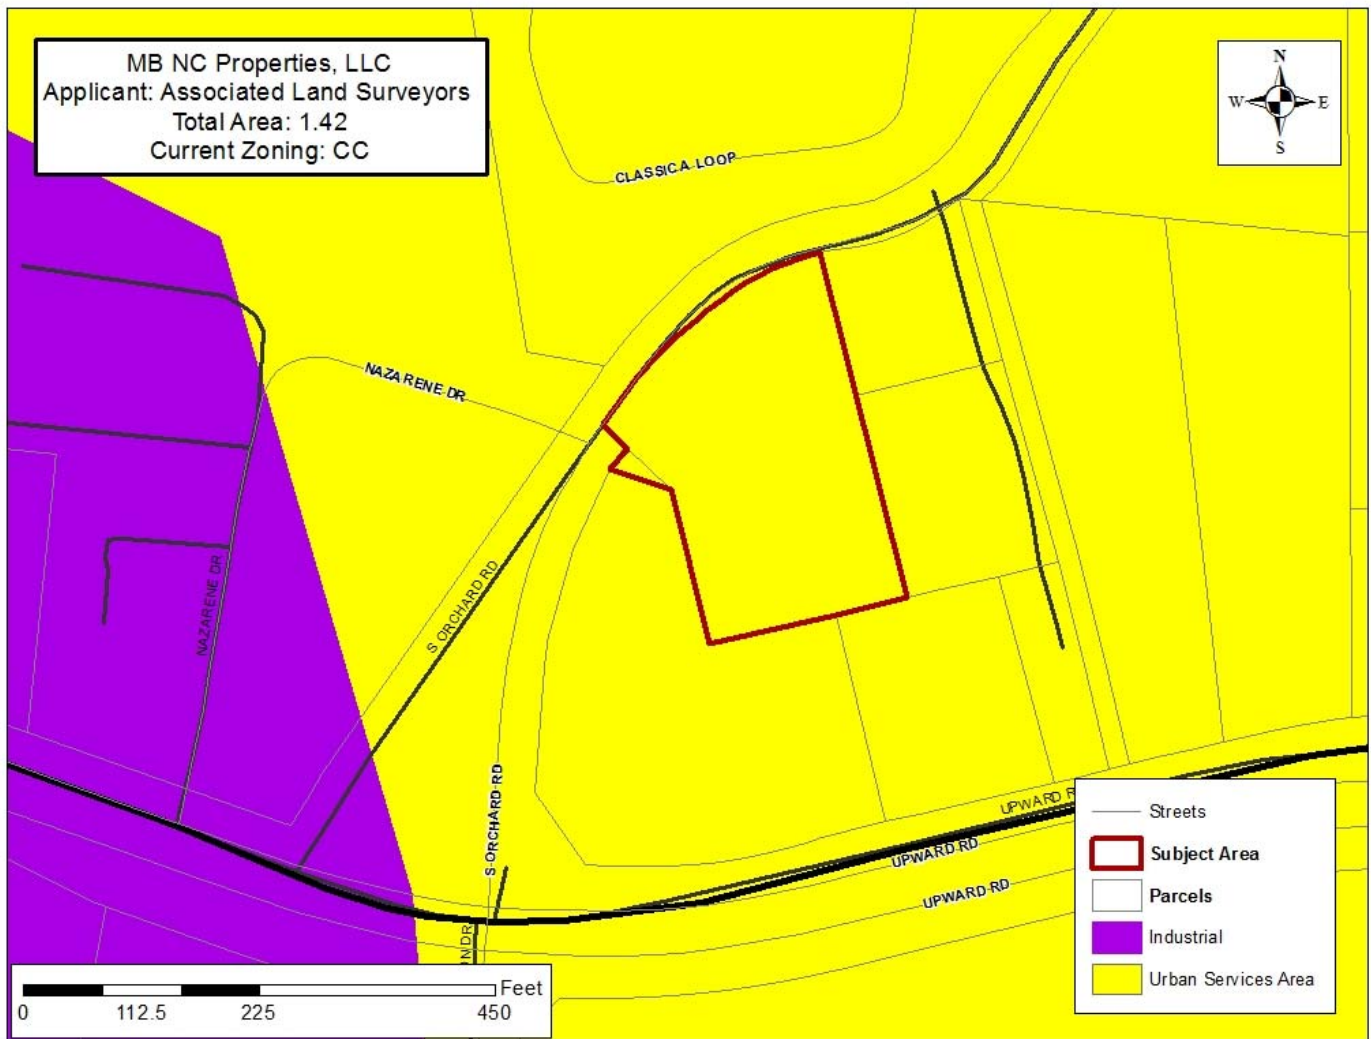 MB NC Properties, LLC
Applicant: Associated Land Surveyors
Total Area: 1.42
Current Zoning: CC
N
W E
S
CLASSICA LOOP
NAZARENE DR
S ORCHARD RD
NAZARENE DR
S ORCHARD RD
UPWARD R
UPWARD RD
UPWARD RD
N DR
Streets
Subject Area
Parcels
Industrial
Urban Services Area
Feet
0 112.5 225 450